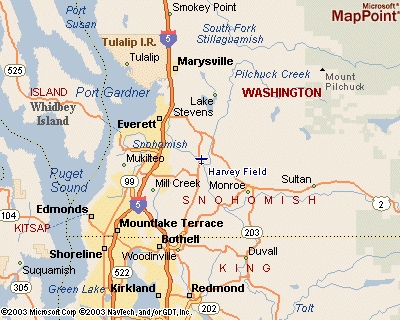 Port
Susan
Smokey Point
Microsoft®
MapPoint®
5
South Fork
Stillaguamish
Tulalip I.R.
Tulalip
Marysville
525
Pilchuck Creek
Mount
Pilchuck
ISLAND
Port Gardner
WASHINGTON
Whidbey
Island
Lake
Stevens
Everett
Snohomish
Mukilteo
Harvey Field
Puget
Sound
99
Mill Creek
Monroe
Sultan
2
SNOHOMISH
5
104
Edmonds
KITSAP
Mountlake Terrace
203
Bothell
Shoreline
Woodinville
Duvall
Suquamish
522
KING
305
Green Lake
Kirkland
Redmond
203
Tolt
©2003 Microsoft Corp ©2003 NavTech, and/or GDT, Inc.